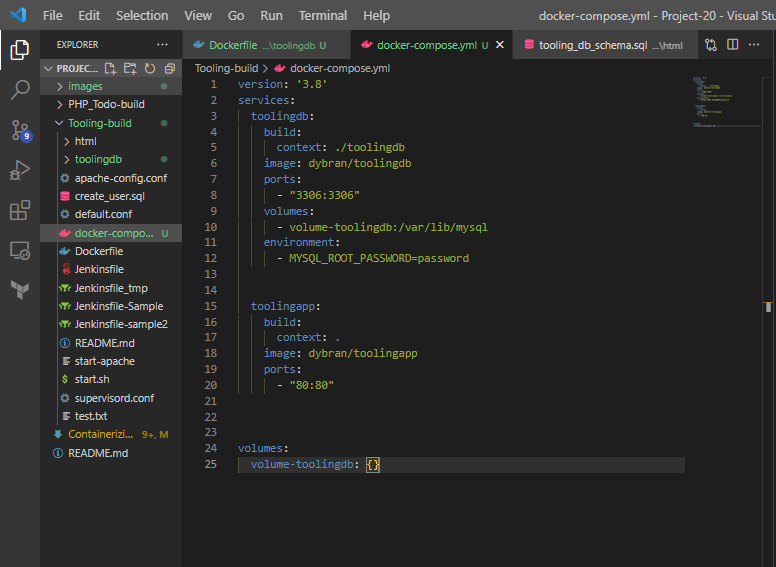 File Edit Selection View Go Run Terminal Help docker-compose.yml - Project-20 - Visual Stu
EXPLORER ...
Dockerfile ...\toolingdb U
docker-compose.yml U
tooling_db_schema.sql ...\html
PROJEC...
Tooling-build > docker-compose.yml
images
PHP_Todo-build
Tooling-build
html
toolingdb
apache-config.conf
create_user.sql
default.conf
docker-compo... U
Dockerfile
Jenkinsfile
Jenkinsfile_tmp
Jenkinsfile-Sample
Jenkinsfile-sample2
README.md
start-apache
start.sh
supervisord.conf
test.txt
Containerizi... 9+, M
README.md
9
1 version: '3.8'
2 services:
3 toolingdb:
4 build:
5 context: ./toolingdb
6 image: dybran/toolingdb
7 ports:
8 - "3306:3306"
9 volumes:
10 - volume-toolingdb:/var/lib/mysql
11 environment:
12 - MYSQL_ROOT_PASSWORD=password
13
14
15 toolingapp:
16 build:
17 context: .
18 image: dybran/toolingapp
19 ports:
20 - "80:80"
21
22
23
24 volumes:
25 volume-toolingdb: {}